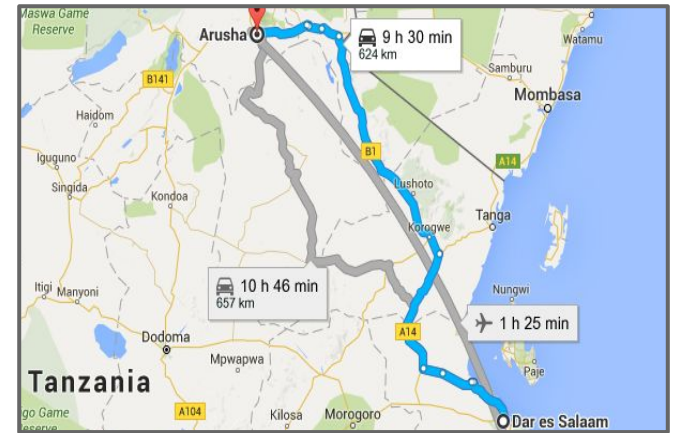 Maswa Game
Reserve
Arusha
9 h 30 min
624 km
Watamu
B141
Samburu
Mombasa
Haidom
A14
Iguguno
B1
Singida
Kondoa
Lushoto
Tanga
Korogwe
10 h 46 min
657 km
Itigi
Manyoni
Nungwi
1 h 25 min
Dodoma
A14
Mpwapwa
Paje
Tanzania
A104
go Game
Reserve
Kilosa
Morogoro
Dar es Salaam